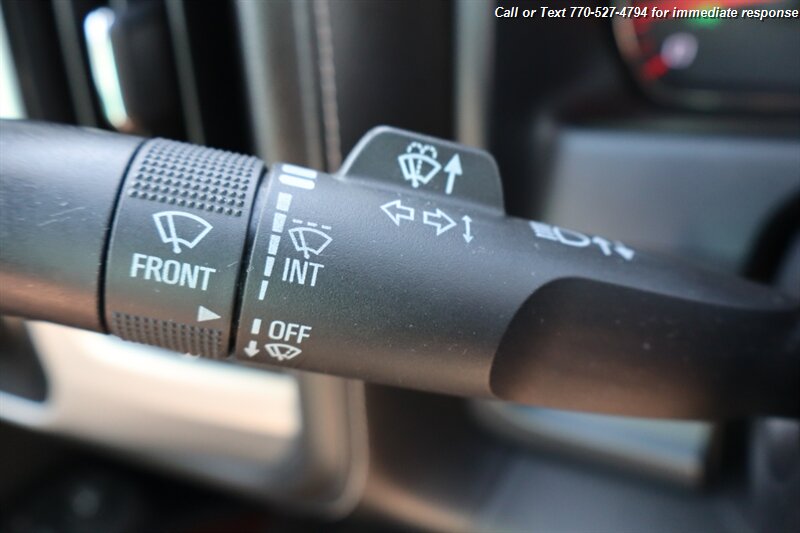 Call or Text 770-527-4794 for immediate response
FRONT
INT
OFF